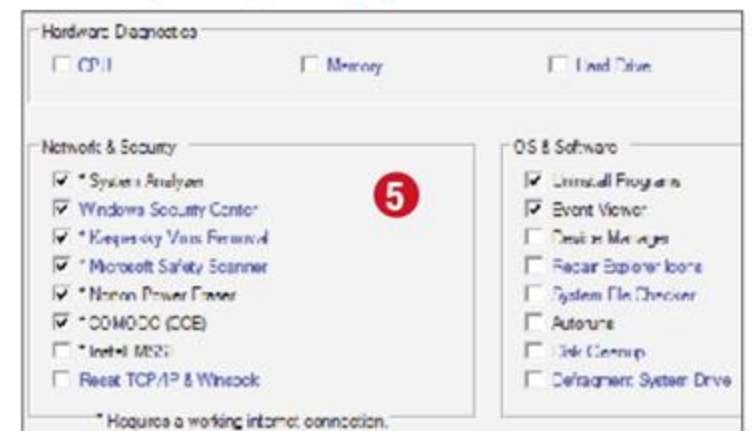 Hardware Diagnostics
CPU
Memory
Hard Drive
Network & Security
* System Analyzer
5
Windows Security Center
* Kaspersky Virus Removal
* Microsoft Safety Scanner
* Norton Power Eraser
* COMODO (CCE)
* Install MSSE
Reset TCP/IP & Winsock
* Requires a working internet connection.
OS & Software
Uninstall Programs
Event Viewer
Device Manager
Repair Explorer Icons
System File Checker
Autoruns
Disk Cleanup
Defragment System Drive